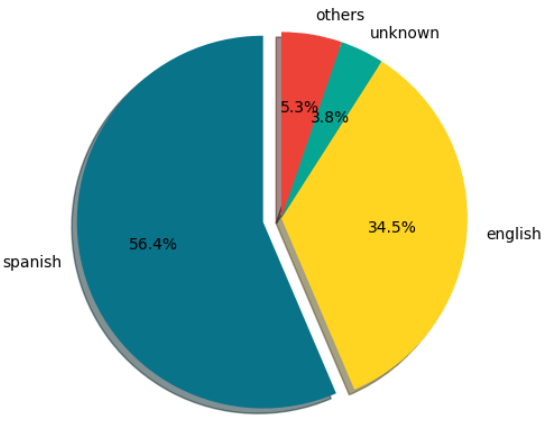 others
unknown
5.3%
3.8%
34.5%
english
56.4%
spanish